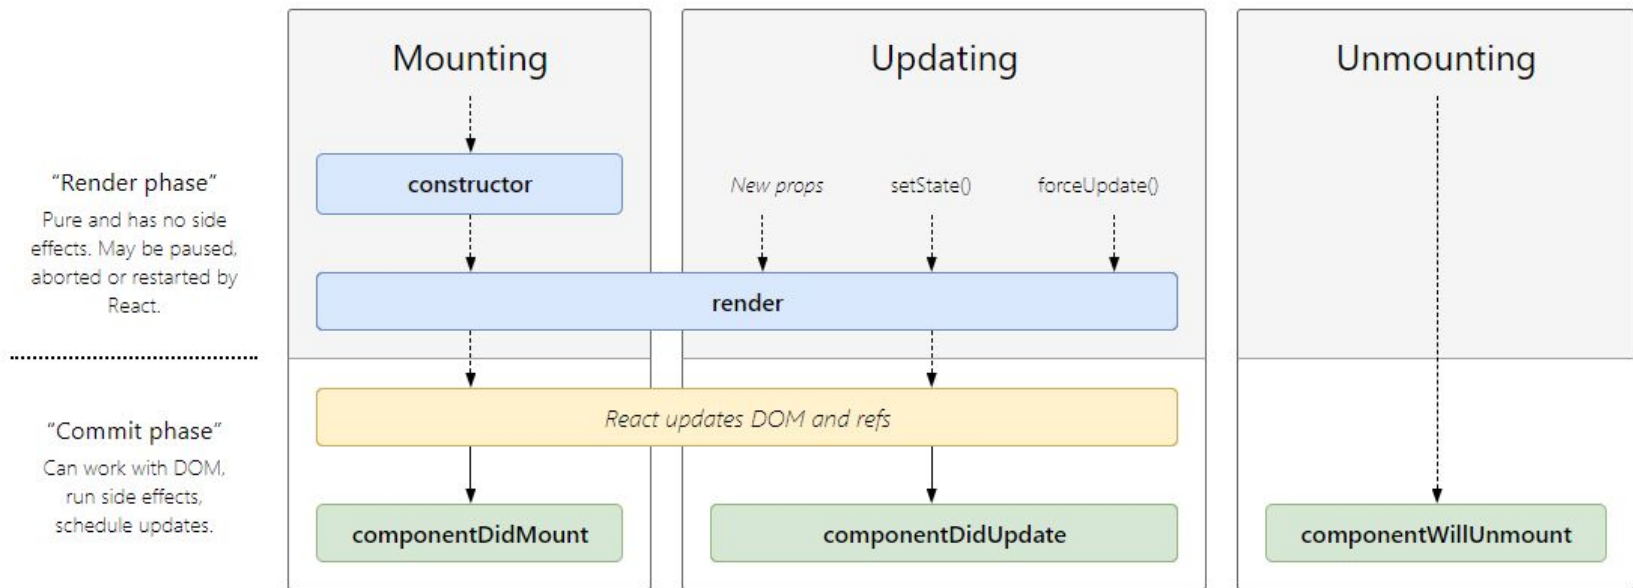 Mounting
Updating
Unmounting
“Render phase”
Pure and has no side
effects. May be paused,
aborted or restarted by
React.
constructor
New props
setState()
forceUpdate()
render
“Commit phase”
Can work with DOM,
run side effects,
schedule updates.
React updates DOM and refs
componentDidMount
componentDidUpdate
componentWillUnmount